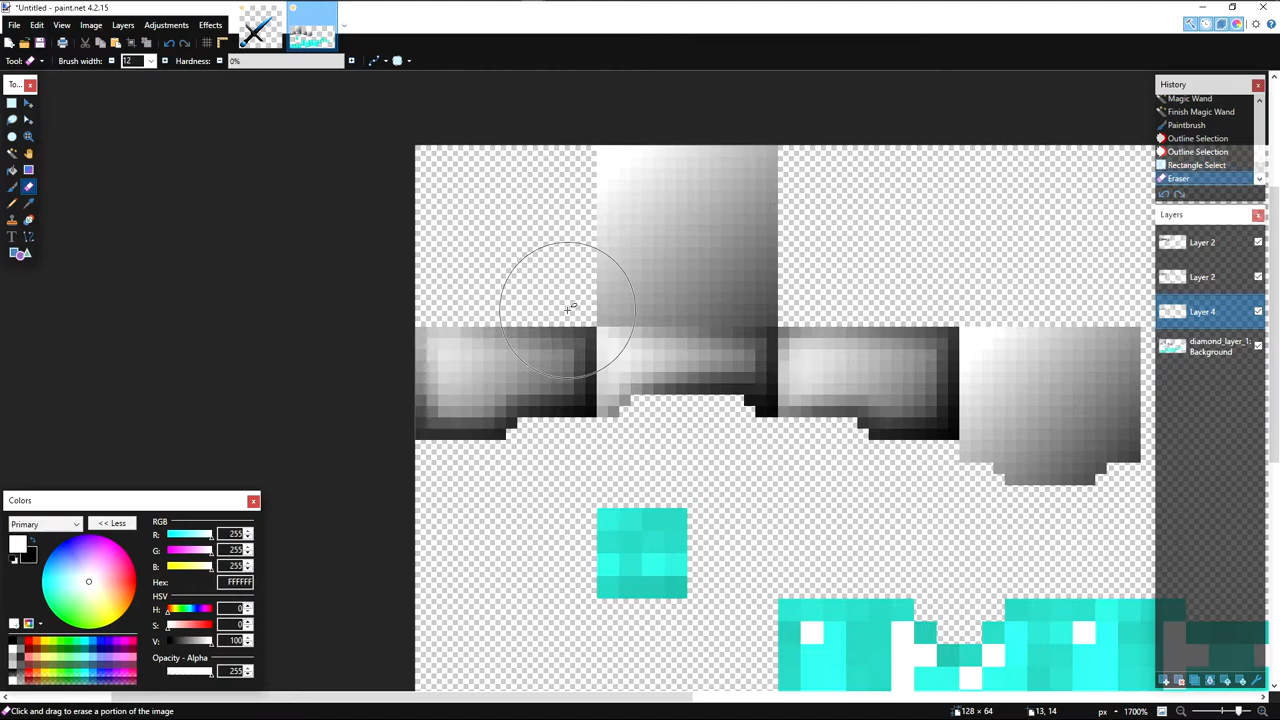 *Untitled - paint.net 4.2.15
File Edit View Image Layers Adjustments Effects
Tool: Brush width: 12 Hardness: 0%
To...
History
Magic Wand
Finish Magic Wand
Paintbrush
Outline Selection
Outline Selection
Rectangle Select
Eraser
Layers
Layer 2
Layer 2
Layer 4
diamond_layer_1:
Background
Colors
Primary
<< Less
RGB
R: 255
G: 255
B: 255
Hex: FFFFFF
HSV
H: 0
S: 0
V: 100
Opacity - Alpha
255
Click and drag to erase a portion of the image
128 × 64
13, 14
px
1700%